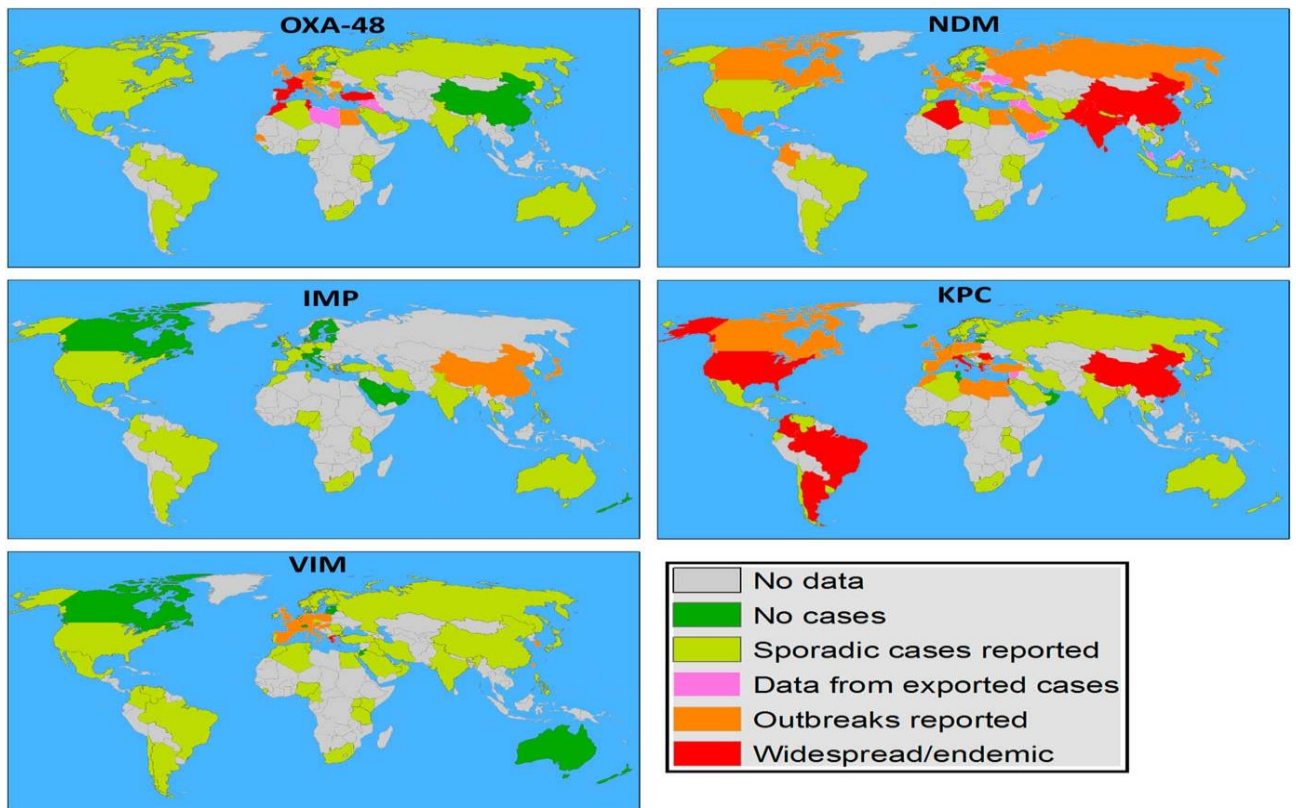 OXA-48
NDM
IMP
KPC
VIM
No data
No cases
Sporadic cases reported
Data from exported cases
Outbreaks reported
Widespread/endemic